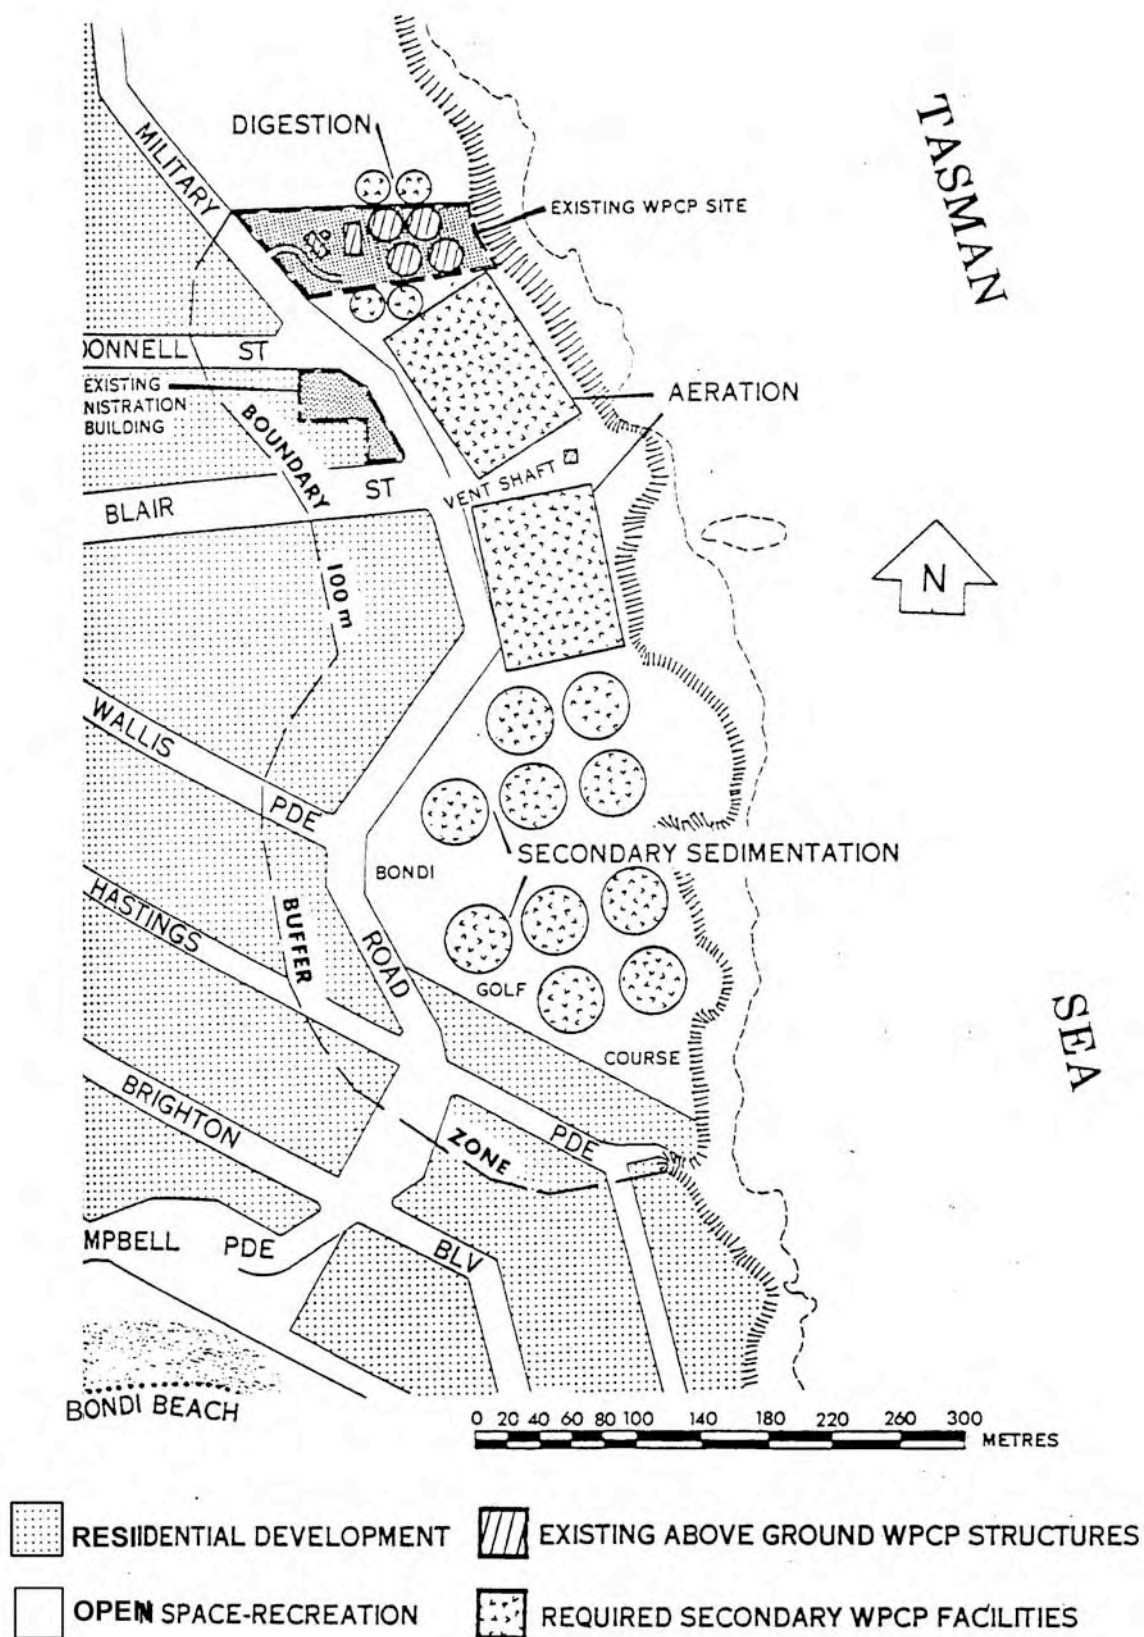 TASMAN
DIGESTION
MILITARY
EXISTING WPCP SITE
DONNELL ST
EXISTING
NISTRATION
BUILDING
AERATION
BOUNDARY
VENT SHAFT
ST
BLAIR
N
100 m
WALLIS
PDE
SECONDARY SEDIMENTATION
BONDI
HASTINGS
BUFFER
ROAD
GOLF
SEA
COURSE
BRIGHTON
ZONE
PDE
MPBELL PDE
BLV
BONDI BEACH
0 20 40 60 80 100 140 180 220 260 300
METRES
RESIIDENTIAL DEVELOPMENT
EXISTING ABOVE GROUND WPCP STRUCTURES
OPEN SPACE-RECREATION
REQUIRED SECONDARY WPCP FACILITIES